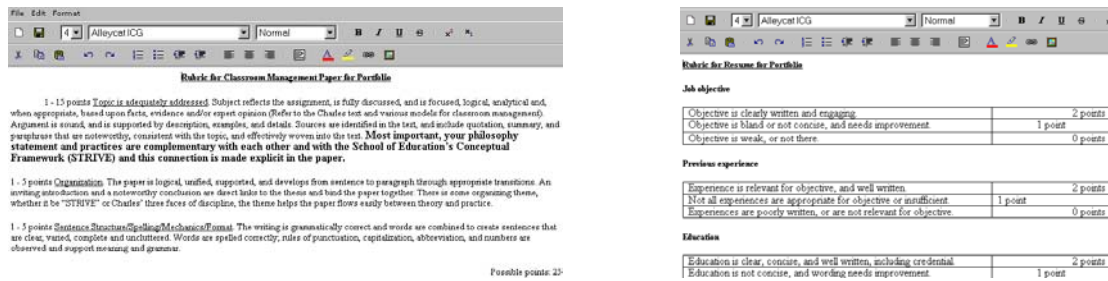 File Edit Format
4 Alleycat ICG Normal B I U
Rubric for Classroom Management Paper for Portfolio
1 - 15 points Topic is adequately addressed. Subject reflects the assignment, is fully discussed, and is focused, logical, analytical and,
when appropriate, based upon facts, evidence and/or expert opinion (Refer to the Charles text and various models for classroom management).
Argument is sound, and is supported by description, examples, and details. Sources are identified in the text, and include quotation, summary, and
paraphrase that are noteworthy, consistent with the topic, and effectively woven into the text. Most important, your philosophy
statement and practices are complementary with each other and with the School of Education's Conceptual
Framework (STRIVE) and this connection is made explicit in the paper.
1 - 5 points Organization. The paper is logical, unified, supported, and develops from sentence to paragraph through appropriate transitions. An
inviting introduction and a noteworthy conclusion are direct links to the thesis and bind the paper together. There is some organizing theme,
whether it be "STRIVE" or Charles' three faces of discipline, the theme helps the paper flows easily between theory and practice.
1 - 5 points Sentence Structure/Spelling/Mechanics/Format. The writing is grammatically correct and words are combined to create sentences that
are clear, varied, complete and uncluttered. Words are spelled correctly; rules of punctuation, capitalization, abbreviation, and numbers are
observed and support meaning and grammar.
Possible points: 25
4 Alleycat ICG Normal B I U
Rubric for Resume for Portfolio
Job objective
Objective is clearly written and engaging. 2 points
Objective is bland or not concise, and needs improvement. 1 point
Objective is weak, or not there. 0 points
Previous experience
Experience is relevant for objective, and well written. 2 points
Not all experiences are appropriate for objective or insufficient. 1 point
Experiences are poorly written, or are not relevant for objective. 0 points
Education
Education is clear, concise, and well written, including credential. 2 points
Education is not concise, and wording needs improvement. 1 point